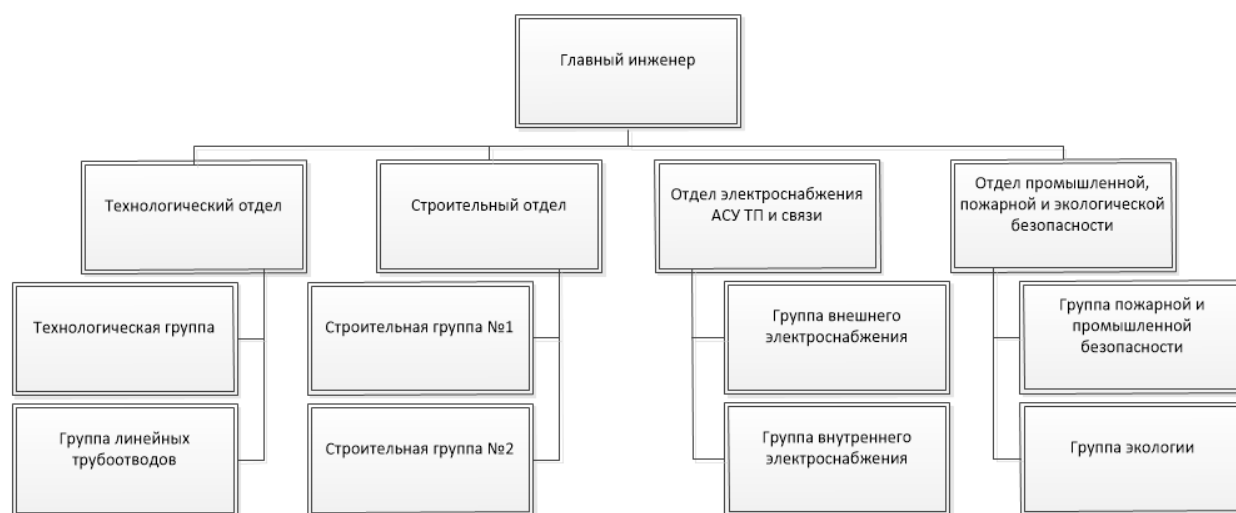 Главный инженер
Технологический отдел
Строительный отдел
Отдел электроснабжения
АСУ ТП и связи
Отдел промышленной,
пожарной и экологической
безопасности
Технологическая группа
Строительная группа №1
Группа внешнего
электроснабжения
Группа пожарной и
промышленной
безопасности
Группа линейных
трубоотводов
Строительная группа №2
Группа внутреннего
электроснабжения
Группа экологии